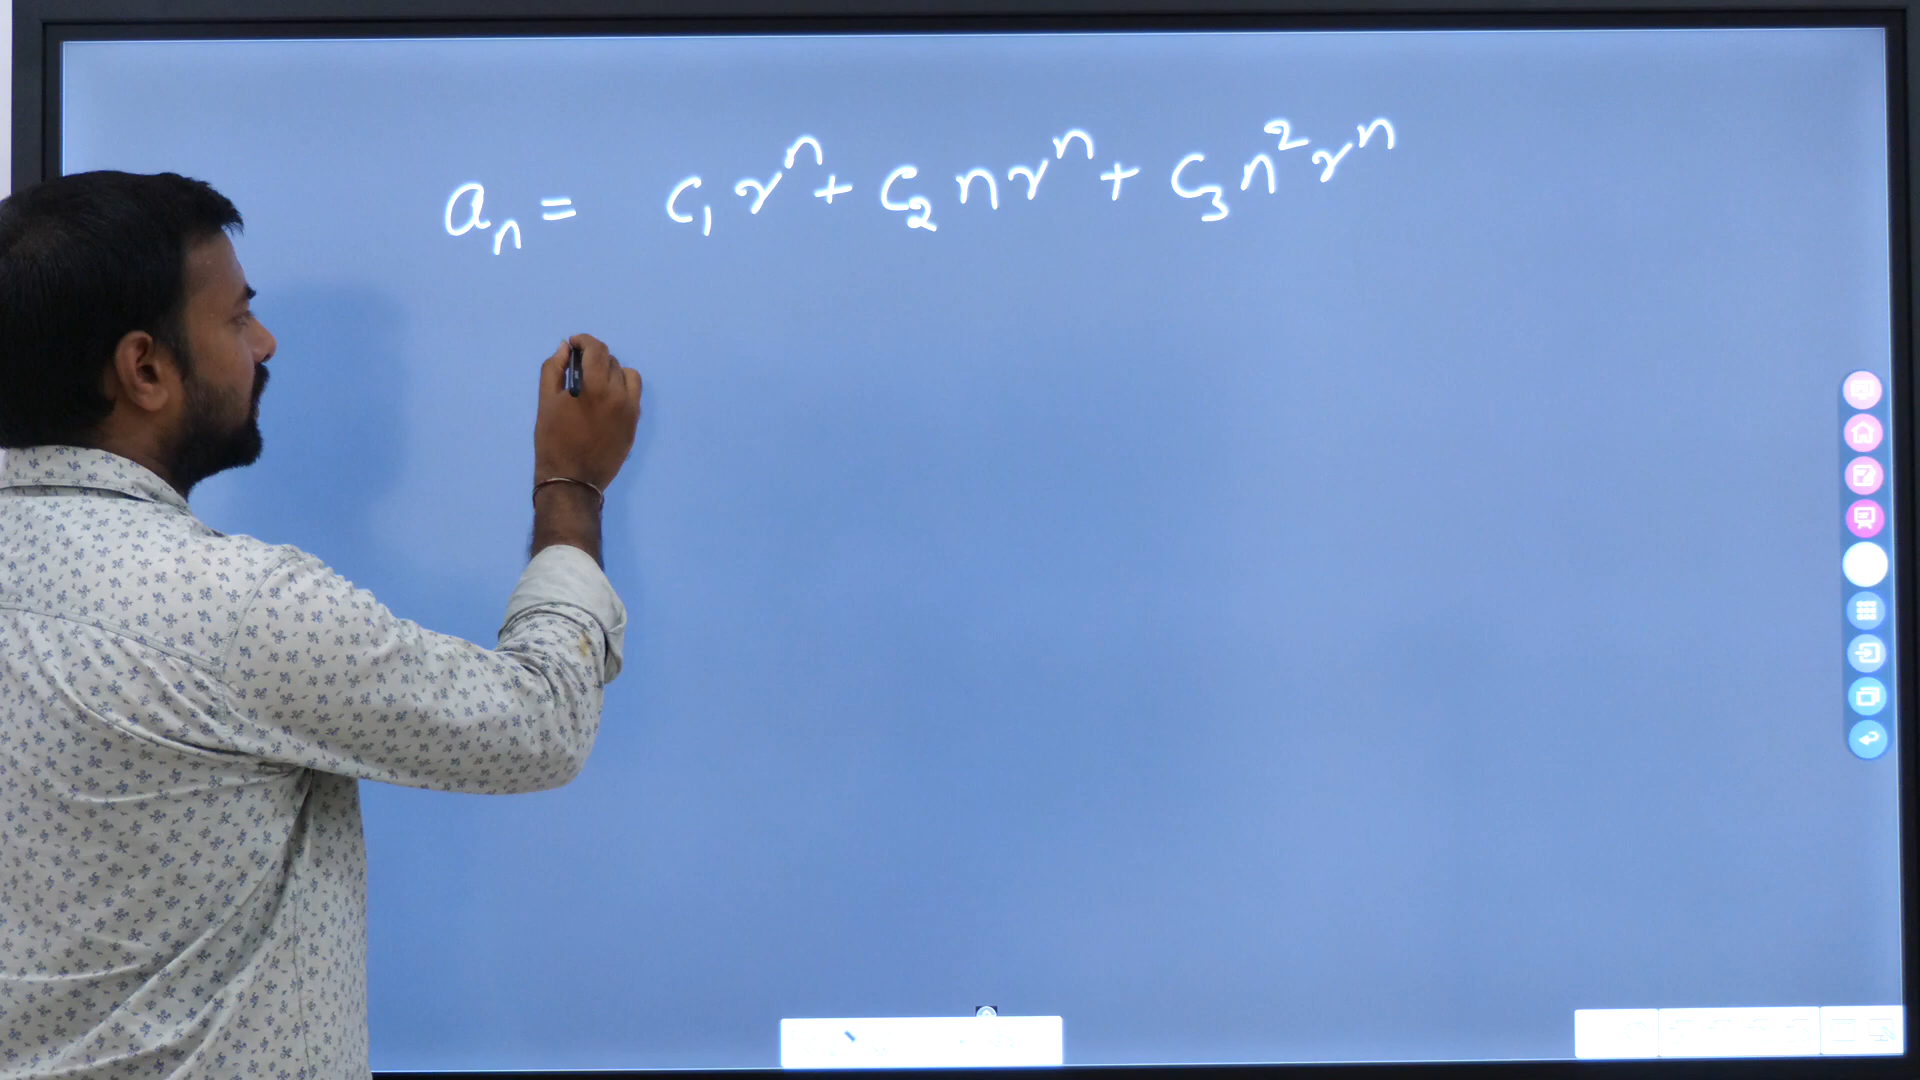 aₙ = c₁rⁿ + c₂nrⁿ + c₃n²rⁿ